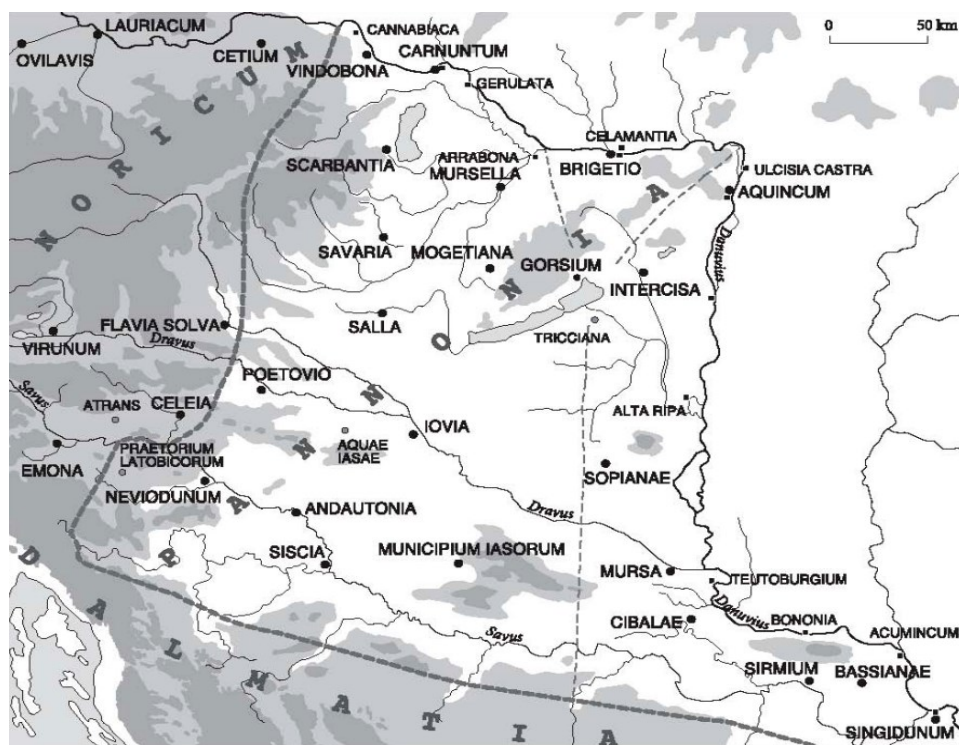 0 50 km
LAURIACUM
CANNABIACA
OVILAVIS
CETIUM
VINDOBONA
CARNUNTUM
GERULATA
NORICUM
SCARBANTIA
ARRABONA
MURSELLA
CELAMANTIA
BRIGETIO
ULCISIA CASTRA
AQUINCUM
SAVARIA
MOGETIANA
GORSIUM
INTERCISA
Danuvius
FLAVIA SOLVA
VIRUNUM
Dravus
SALLA
TRICCIANA
PANNONIA
Savus
ATRANS
CELEIA
POETOVIO
ALTA RIPA
EMONA
PRAETORIUM
LATOBICORUM
AQUAE
IASAE
IOVIA
NEVIODUNUM
SOPIANAE
ANDAUTONIA
Dravus
SISCIA
MUNICIPIUM IASORUM
MURSA
TEUTOBURGIUM
DALMATIA
Danuvius
CIBALAE
BONONIA
Savus
ACUMINCUM
SIRMIUM
BASSIANAE
SINGIDUNUM